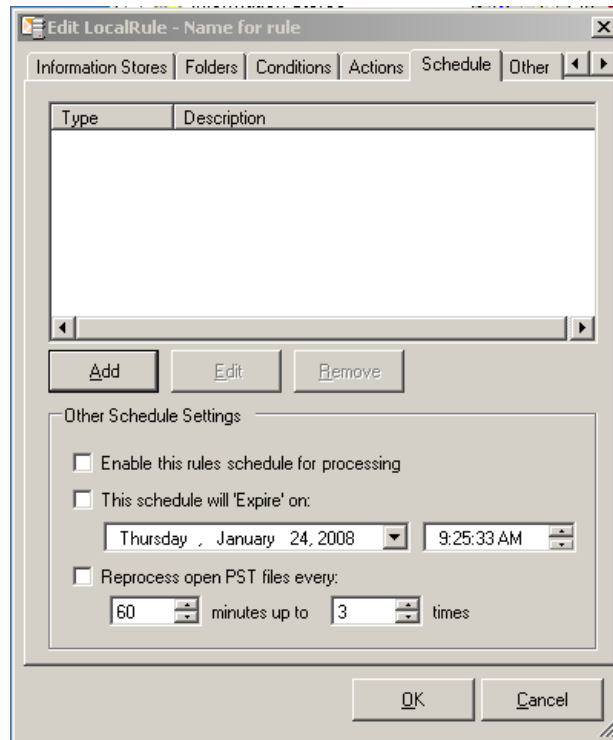 Edit LocalRule - Name for rule
Information Stores Folders Conditions Actions Schedule Other
Type Description
Add Edit Remove
Other Schedule Settings
Enable this rules schedule for processing
This schedule will 'Expire' on:
Thursday , January 24, 2008 9:25:33 AM
Reprocess open PST files every:
60 minutes up to 3 times
OK Cancel